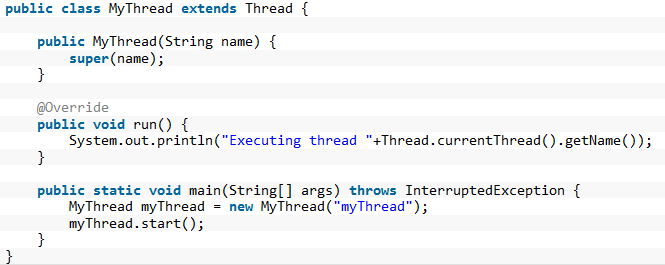 public class MyThread extends Thread {
public MyThread(String name) {
super(name);
}
@Override
public void run() {
System.out.println("Executing thread "+Thread.currentThread().getName());
}
public static void main(String[] args) throws InterruptedException {
MyThread myThread = new MyThread("myThread");
myThread.start();
}
}